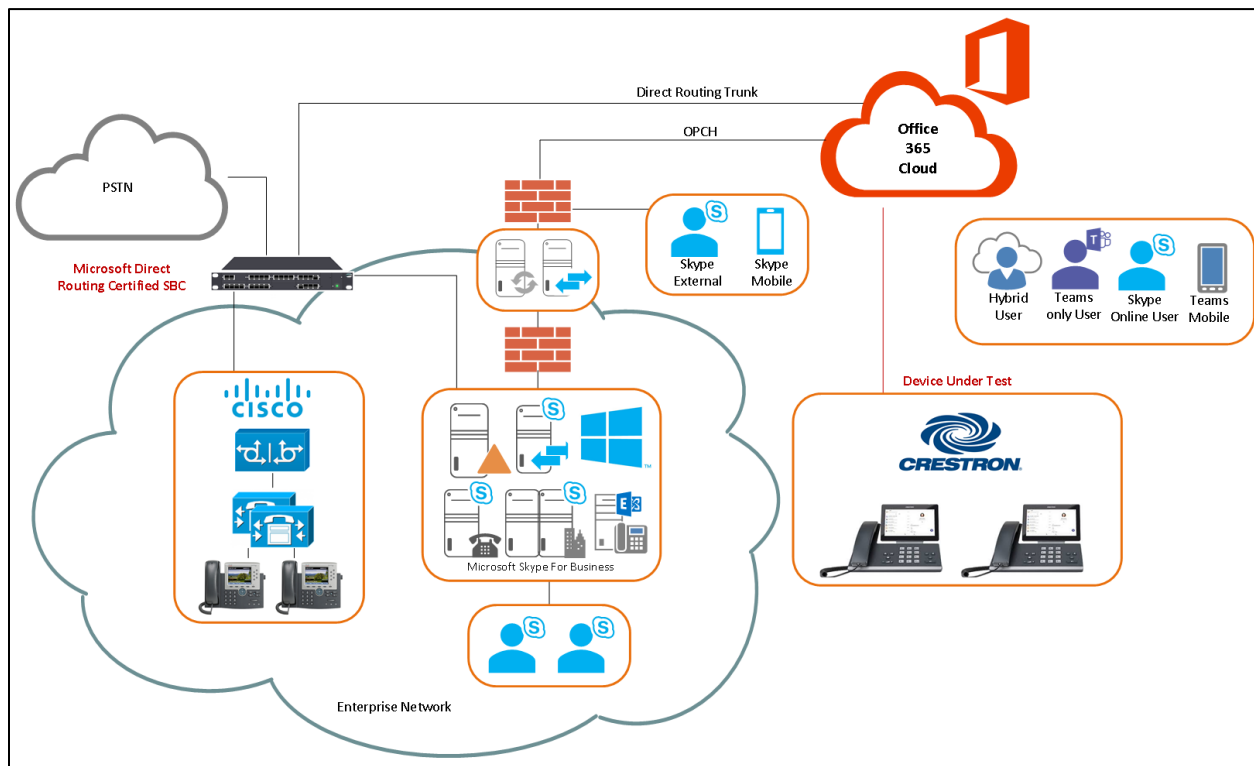 Direct Routing Trunk
OPCH
Office
365
Cloud
PSTN
Microsoft Direct
Routing Certified SBC
S
Skype
External
Skype
Mobile
T
S
Hybrid
User
Teams
only User
Skype
Online User
Teams
Mobile
Device Under Test
CISCO
S
TM
S
S
E
Microsoft Skype For Business
CRESTRON
S
S
Enterprise Network